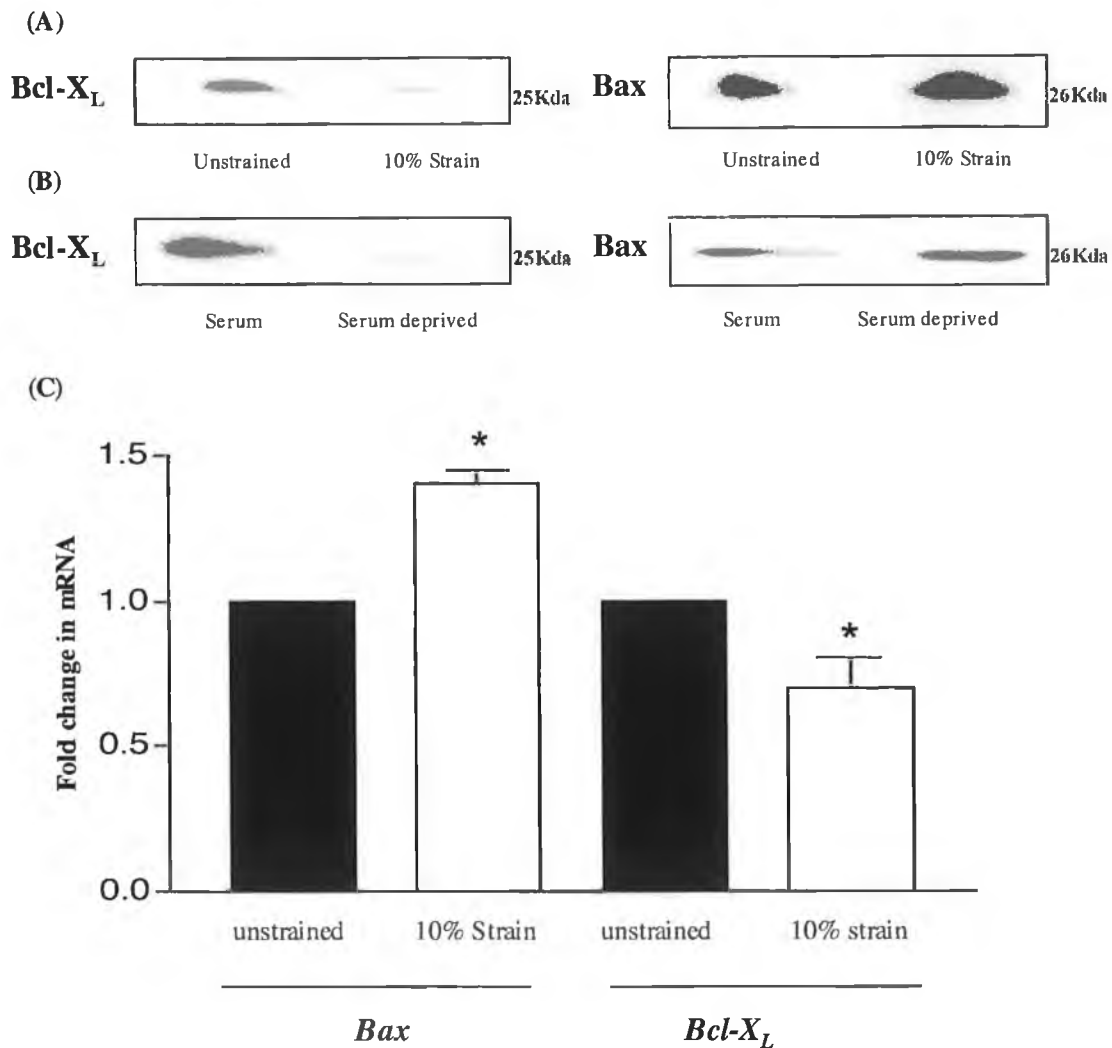 (A)
Bcl-XL 25Kda Bax 26Kda
Unstrained 10% Strain Unstrained 10% Strain
(B)
Bcl-XL 25Kda Bax 26Kda
Serum Serum deprived Serum Serum deprived
(C)
Fold change in mRNA
1.5
1.0
0.5
0.0
* *
unstrained 10% Strain unstrained 10% strain
Bax Bcl-XL